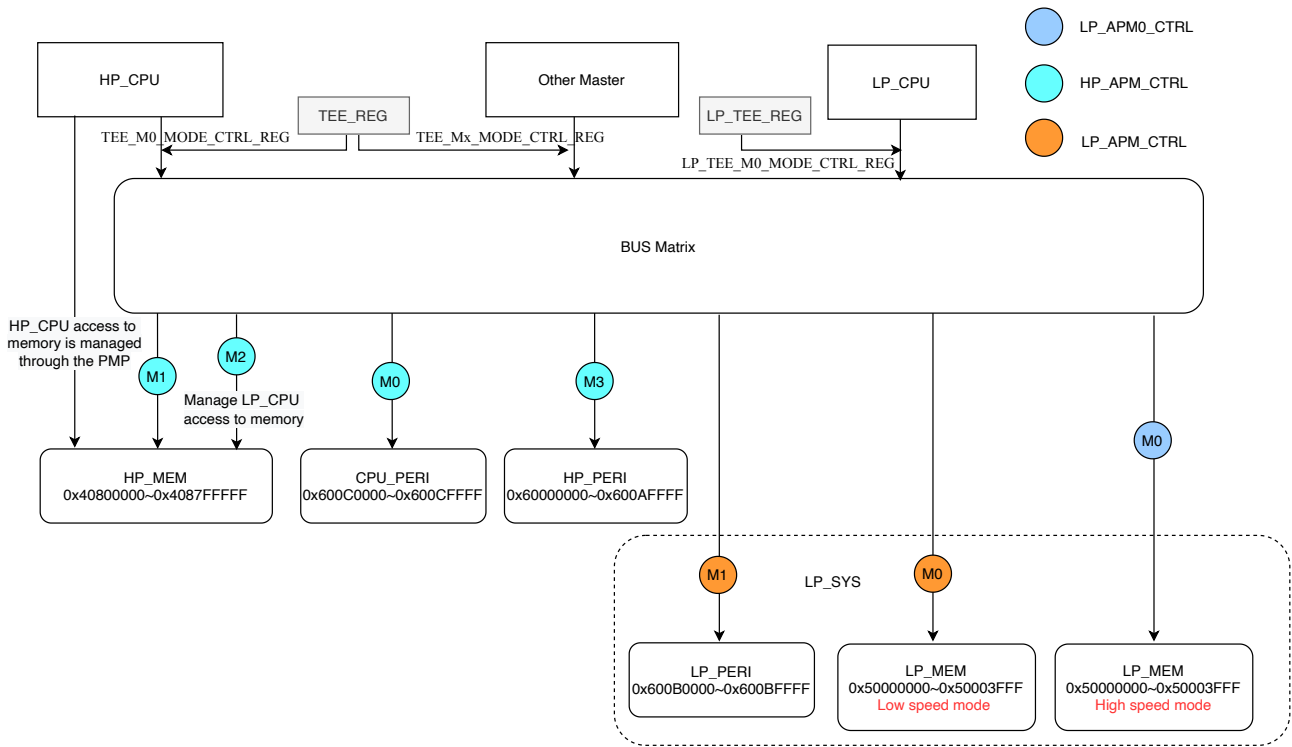 LP_APM0_CTRL
HP_CPU
Other Master
LP_CPU
HP_APM_CTRL
TEE_REG
LP_TEE_REG
TEE_M0_MODE_CTRL_REG
TEE_Mx_MODE_CTRL_REG
LP_APM_CTRL
LP_TEE_M0_MODE_CTRL_REG
BUS Matrix
HP_CPU access to
memory is managed
through the PMP
M1
M2
M0
M3
Manage LP_CPU
access to memory
M0
HP_MEM
0x40800000~0x4087FFFFF
CPU_PERI
0x600C0000~0x600CFFFF
HP_PERI
0x60000000~0x600AFFFF
M1
LP_SYS
M0
LP_PERI
0x600B0000~0x600BFFFF
LP_MEM
0x50000000~0x50003FFF
Low speed mode
LP_MEM
0x50000000~0x50003FFF
High speed mode